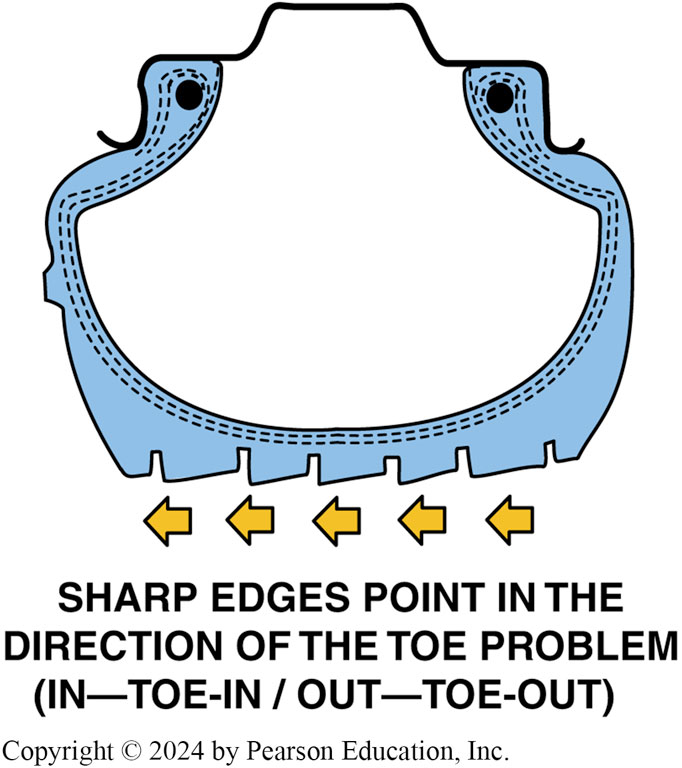 SHARP EDGES POINT IN THE
DIRECTION OF THE TOE PROBLEM
(IN—TOE-IN / OUT—TOE-OUT)
Copyright © 2024 by Pearson Education, Inc.